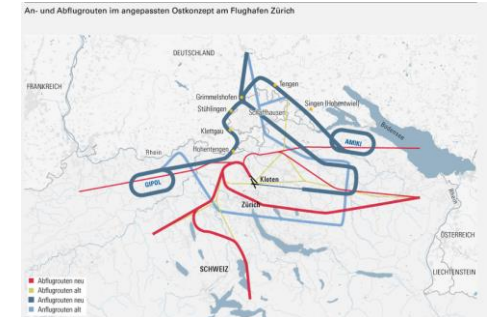 An- und Abflugrouten im angepassten Ostkonzept am Flughafen Zürich
DEUTSCHLAND
FRANKREICH
Grimmelshofen
Tengen
Stühlingen
Schaffhausen
Singen (Hohentwiel)
Klettgau
Bodensee
Hohentengen
AMIKI
Rhein
GIPOL
Kloten
Zürich
Rhein
ÖSTERREICH
SCHWEIZ
LIECHTENSTEIN
Abflugrouten neu
Abflugrouten alt
Anflugrouten neu
Anflugrouten alt